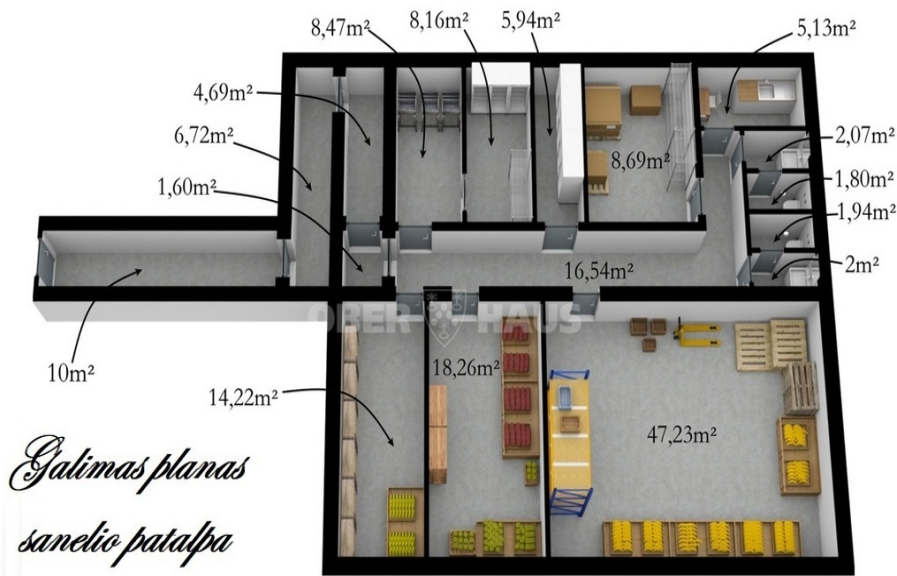 8,47m²
8,16m²
5,94m²
5,13m²
4,69m²
6,72m²
8,69m²
2,07m²
1,60m²
1,80m²
1,94m²
16,54m²
2m²
OBER HAUS
10m²
18,26m²
14,22m²
47,23m²
Galimas planas
sanelio patalpa